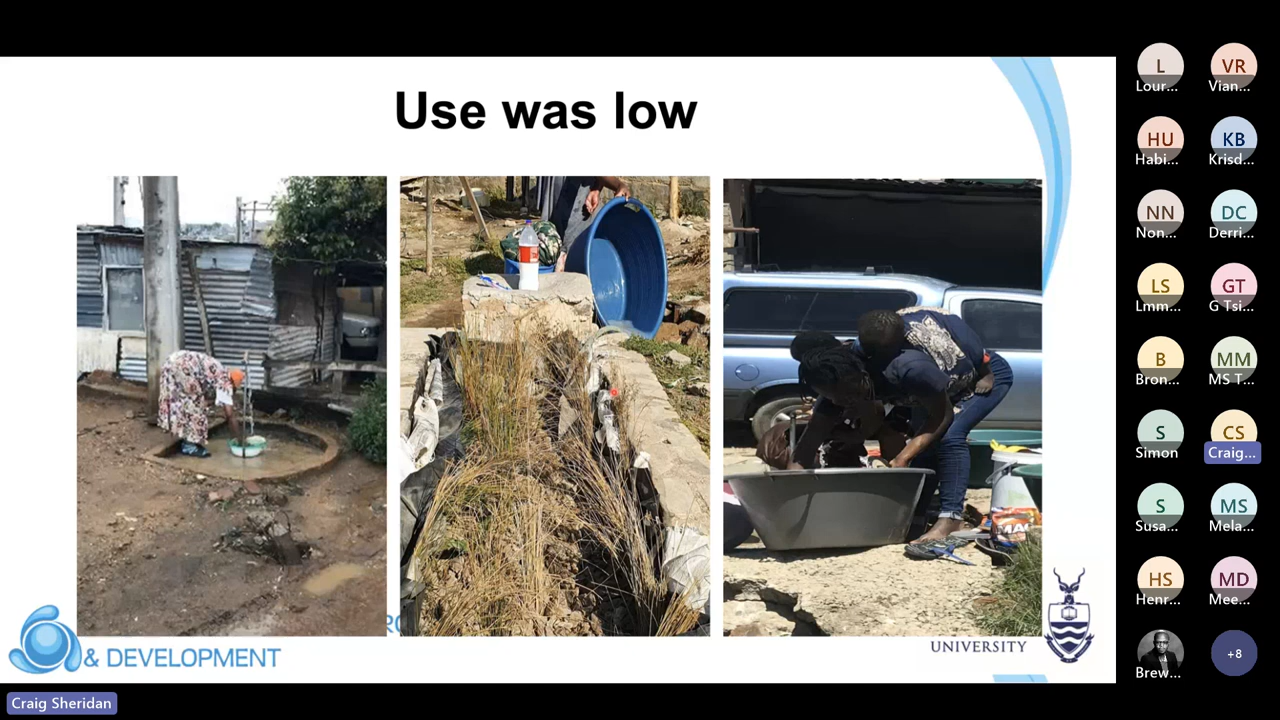 Use was low
& DEVELOPMENT
UNIVERSITY
Craig Sheridan
L
Lour...
VR
Vian...
HU
Habi...
KB
Krisd...
NN
Non...
DC
Derri...
LS
Lmm...
GT
G Tsi...
B
Bron...
MM
MS T...
S
Simon
CS
Craig...
S
Susa...
MS
Mela...
HS
Henr...
MD
Mee...
Brew...
+8